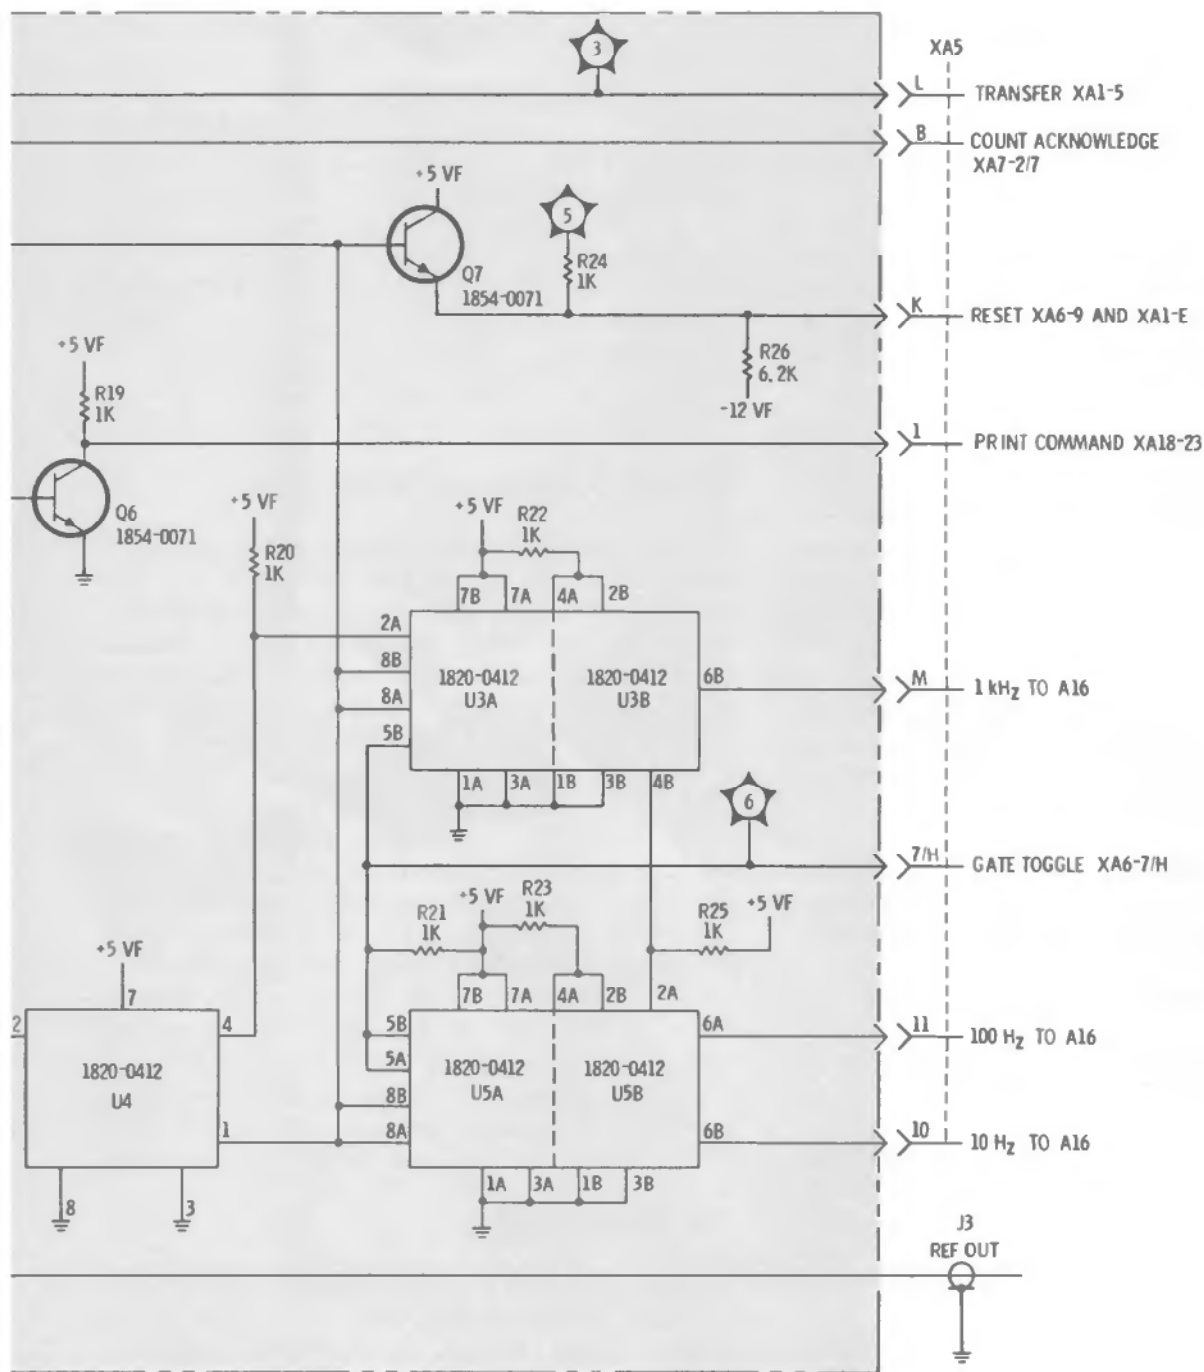 3
XA5
L TRANSFER XA1-5
B COUNT ACKNOWLEDGE
XA7-2/7
+5 VF
5
Q7
1854-0071
R24
1K
K RESET XA6-9 AND XA1-E
+5 VF
R19
1K
R26
6.2K
-12 VF
1 PRINT COMMAND XA18-23
Q6
1854-0071
+5 VF
R20
1K
+5 VF
R22
1K
7B 7A 4A 2B
2A
8B
8A
5B
1820-0412
U3A
1820-0412
U3B
6B
M 1 kHz TO A16
1A 3A 1B 3B 4B
6
7/H GATE TOGGLE XA6-7/H
R21
1K
+5 VF
R23
1K
R25
1K
+5 VF
+5 VF
7
2
4
1820-0412
U4
1
8
3
7B 7A 4A 2B 2A
5B
5A
8B
8A
1820-0412
U5A
1820-0412
U5B
6A
11 100 Hz TO A16
6B
10 10 Hz TO A16
1A 3A 1B 3B
J3
REF OUT